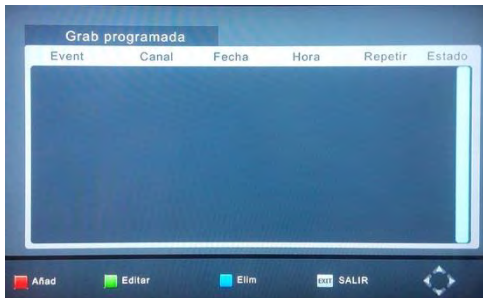 Grab programada
Event Canal Fecha Hora Repetir Estado
Añad Editar Elim EXIT SALIR